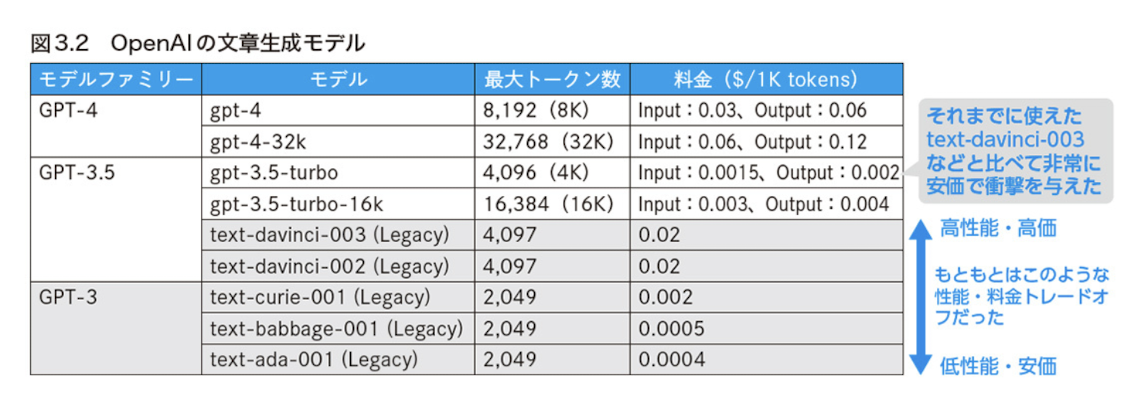 図3.2 OpenAIの文章生成モデル
モデルファミリー モデル 最大トークン数 料金($/1K tokens)
GPT-4 gpt-4 8,192(8K) Input:0.03、Output:0.06
gpt-4-32k 32,768(32K) Input:0.06、Output:0.12
GPT-3.5 gpt-3.5-turbo 4,096(4K) Input:0.0015、Output:0.002
gpt-3.5-turbo-16k 16,384(16K) Input:0.003、Output:0.004
text-davinci-003 (Legacy) 4,097 0.02
text-davinci-002 (Legacy) 4,097 0.02
GPT-3 text-curie-001 (Legacy) 2,049 0.002
text-babbage-001 (Legacy) 2,049 0.0005
text-ada-001 (Legacy) 2,049 0.0004
それまでに使えた
text-davinci-003
などと比べて非常に
安価で衝撃を与えた
高性能・高価
もともとはこのような
性能・料金トレードオ
フだった
低性能・安価